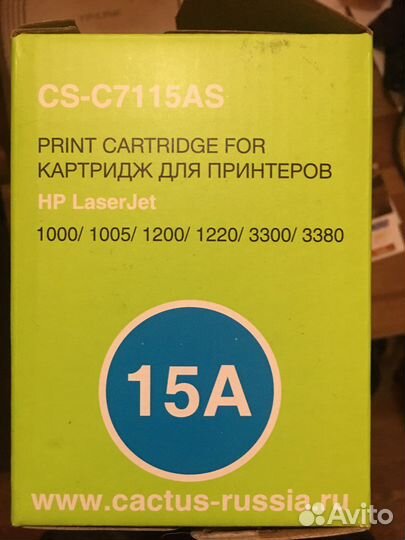 CS-C7115AS
PRINT CARTRIDGE FOR
КАРТРИДЖ ДЛЯ ПРИНТЕРОВ
HP LaserJet
1000/ 1005/ 1200/ 1220/ 3300/ 3380
15A
www.cactus-russia.ru
Avito